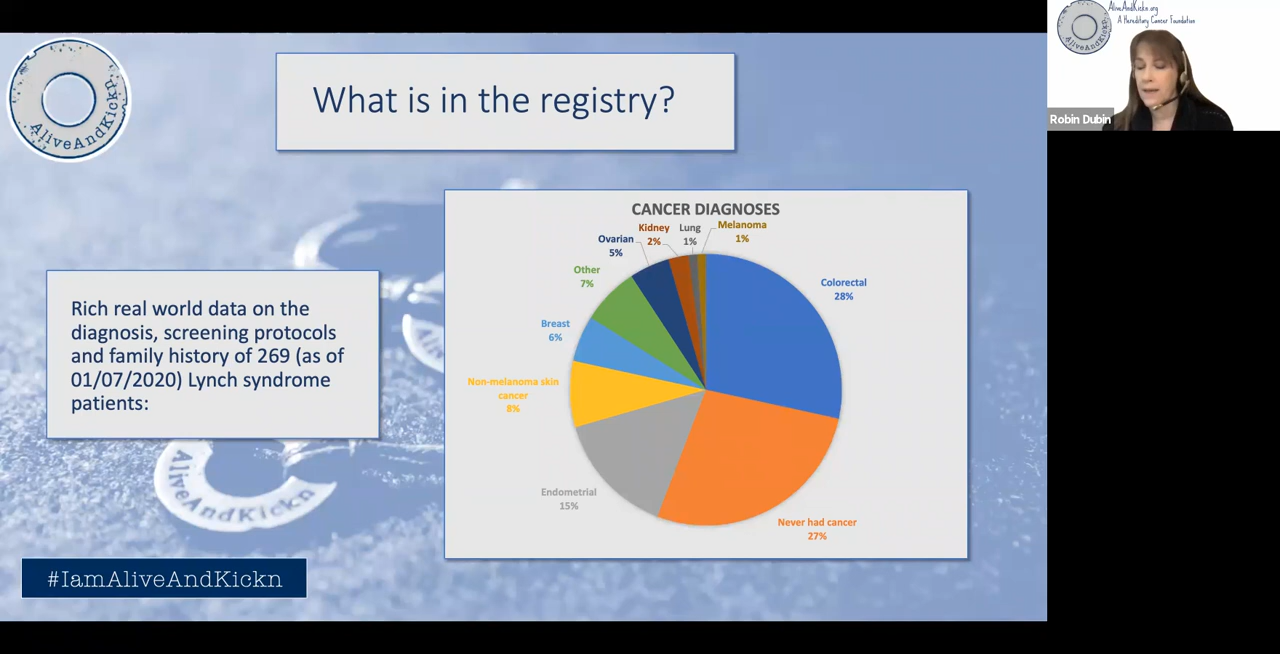 AliveAndKickn
What is in the registry?
Rich real world data on the
diagnosis, screening protocols
and family history of 269 (as of
01/07/2020) Lynch syndrome
patients:
CANCER DIAGNOSES
Colorectal
28%
Never had cancer
27%
Endometrial
15%
Non-melanoma skin
cancer
8%
Breast
6%
Other
7%
Ovarian
5%
Kidney
2%
Lung
1%
Melanoma
1%
AliveAndKickn
#IamAliveAndKickn
AliveAndKickn.org
A Hereditary Cancer Foundation
AliveAndKickn
Robin Dubin